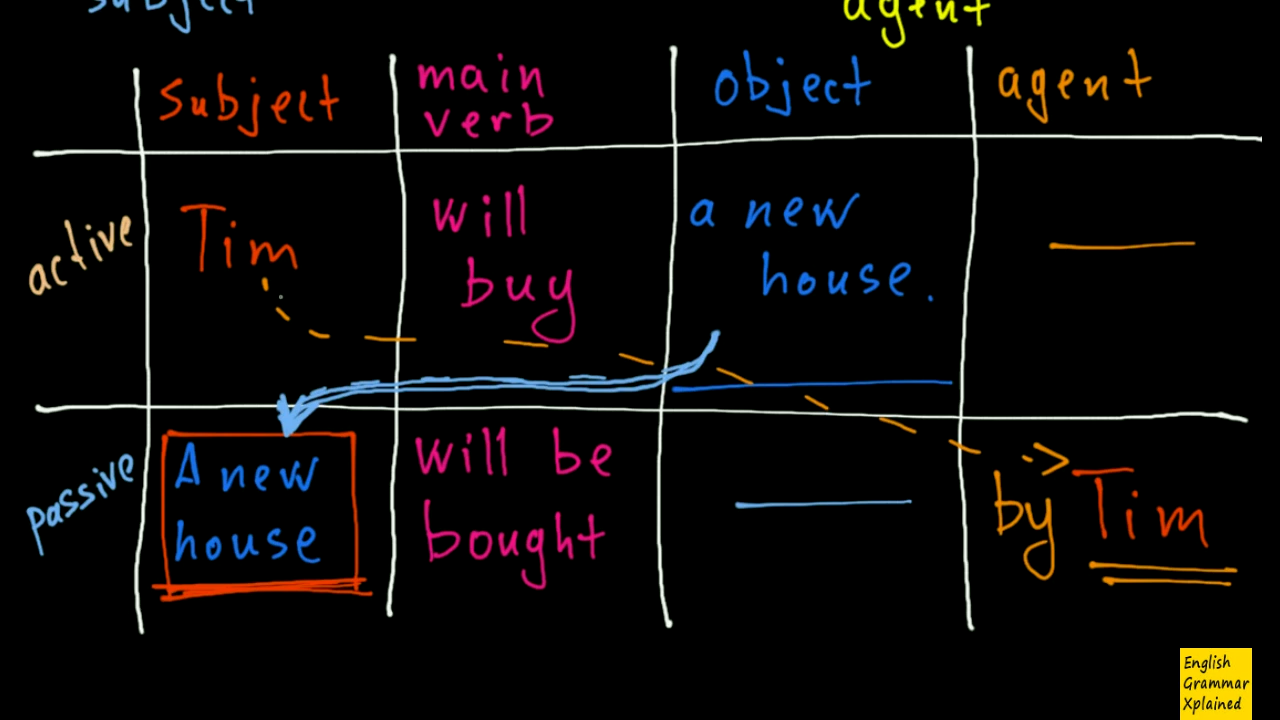 subject agent
subject main verb object agent
active Tim will buy a new house.
passive A new house will be bought by Tim
English
Grammar
Xplained